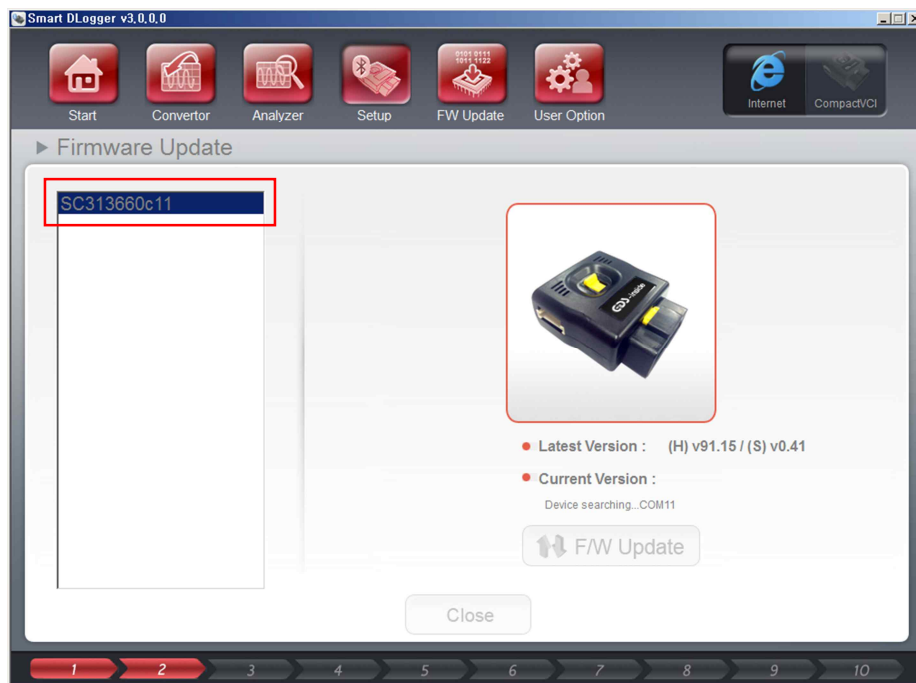 Smart DLogger v3,0,0,0
0101 0111
1011 1122
Start Convertor Analyzer Setup FW Update User Option Internet CompactVCI
Firmware Update
SC313660c11
GDS-inside
Latest Version : (H) v91.15 / (S) v0.41
Current Version :
Device searching...COM11
F/W Update
Close
1 2 3 4 5 6 7 8 9 10